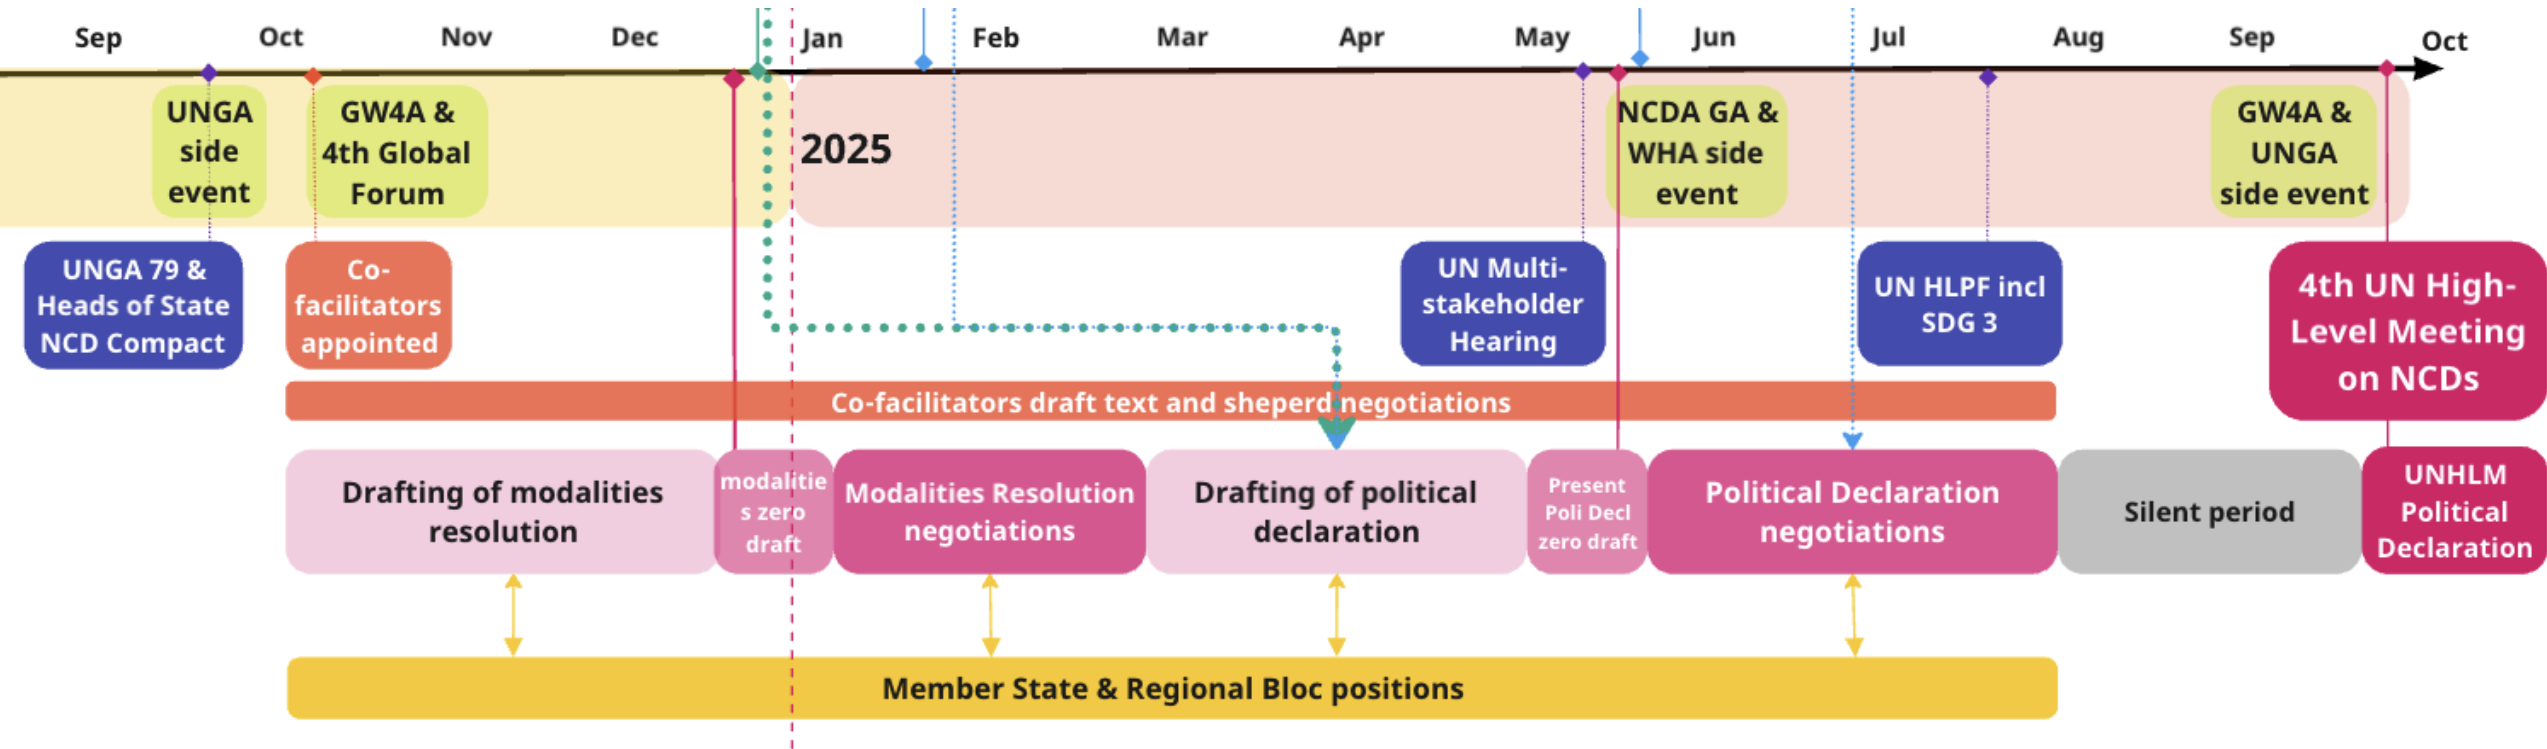 Sep
Oct
Nov
Dec
Jan
Feb
Mar
Apr
May
Jun
Jul
Aug
Sep
Oct
UNGA
side
event
GW4A &
4th Global
Forum
2025
NCDA GA &
WHA side
event
GW4A &
UNGA
side event
UNGA 79 &
Heads of State
NCD Compact
Co-
facilitators
appointed
UN Multi-
stakeholder
Hearing
UN HLPF incl
SDG 3
4th UN High-
Level Meeting
on NCDs
Co-facilitators draft text and sheperd negotiations
Drafting of modalities
resolution
modalitie
s zero
draft
Modalities Resolution
negotiations
Drafting of political
declaration
Present
Poli Decl
zero draft
Political Declaration
negotiations
Silent period
UNHLM
Political
Declaration
Member State & Regional Bloc positions